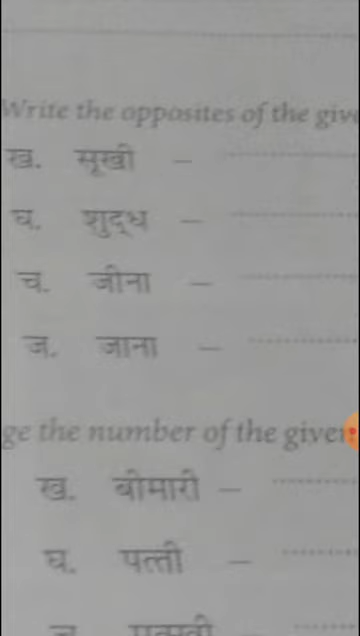 Write the opposites of the give
ख. सूखी –
घ. शुद्ध –
च. जीना –
ज. जाना –
ge the number of the given
ख. बीमारी –
घ. पत्ती –